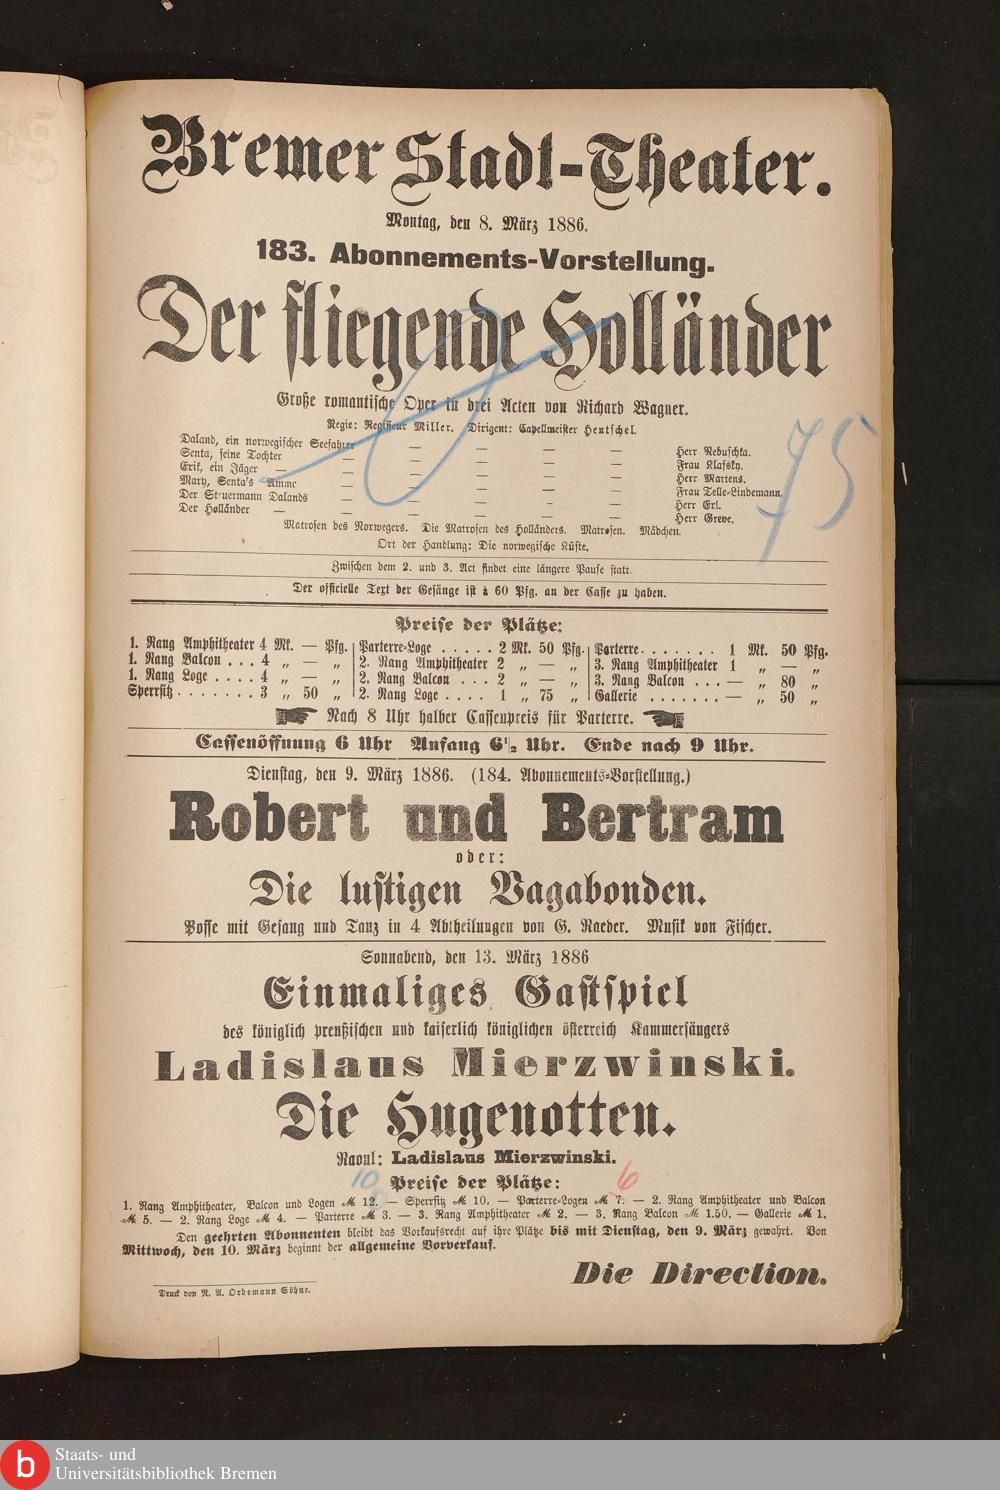 Bremer Stadt-Theater.
Montag, den 8. März 1886.
183. Abonnements-Vorstellung.
Der fliegende Holländer
Große romantische Oper in drei Acten von Richard Wagner.
Regie: Regisseur Miller. Dirigent: Capellmeister Hentschel.
Daland, ein norwegischer Seefahrer — — — — Herr Rebuschka.
Senta, seine Tochter — — — — — Frau Klafsky.
Erik, ein Jäger — — — — — — Herr Martens.
Mary, Senta's Amme — — — — — Frau Telle-Lindemann.
Der Steuermann Dalands — — — — — Herr Erl.
Der Holländer — — — — — — Herr Greve.
Matrosen des Norwegers. Die Matrosen des Holländers. Matrosen. Mädchen.
Ort der Handlung: Die norwegische Küste.
75
Zwischen dem 2. und 3. Act findet eine längere Pause statt.
Der officielle Text der Gesänge ist à 60 Pfg. an der Casse zu haben.
Preise der Plätze:
1. Rang Amphitheater 4 Mk. — Pfg.
1. Rang Balcon . . . 4 „ — „
1. Rang Loge . . . . 4 „ — „
Sperrsitz . . . . . . . 3 „ 50 „
Parterre-Loge . . . . . 2 Mk. 50 Pfg.
2. Rang Amphitheater 2 „ — „
2. Rang Balcon . . . 2 „ — „
2. Rang Loge . . . . 1 „ 75 „
Parterre . . . . . . . 1 Mk. 50 Pfg.
3. Rang Amphitheater 1 „ — „
3. Rang Balcon . . . — „ 80 „
Gallerie . . . . . . . — „ 50 „
Nach 8 Uhr halber Cassenpreis für Parterre.
Cassenöffnung 6 Uhr Anfang 6½ Uhr. Ende nach 9 Uhr.
Dienstag, den 9. März 1886. (184. Abonnements-Vorstellung.)
Robert und Bertram
oder:
Die lustigen Vagabonden.
Posse mit Gesang und Tanz in 4 Abtheilungen von G. Raeder. Musik von Fischer.
Sonnabend, den 13. März 1886
Einmaliges Gastspiel
des königlich preußischen und kaiserlich königlichen österreich Kammersängers
Ladislaus Mierzwinski.
Die Hugenotten.
Raoul: Ladislaus Mierzwinski.
10 6
Preise der Plätze:
1. Rang Amphitheater, Balcon und Logen ℳ 12. — Sperrsitz ℳ 10. — Parterre-Logen ℳ 7. — 2. Rang Amphitheater und Balcon
ℳ 5. — 2. Rang Loge ℳ 4. — Parterre ℳ 3. — 3. Rang Amphitheater ℳ 2. — 3. Rang Balcon ℳ 1.50. — Gallerie ℳ 1.
Den geehrten Abonnenten bleibt das Vorkaufsrecht auf ihre Plätze bis mit Dienstag, den 9. März gewahrt. Von
Mittwoch, den 10. März beginnt der allgemeine Vorverkauf.
Die Direction.
Druck von N. A. Ordemann Söhne.
b Staats- und
Universitätsbibliothek Bremen